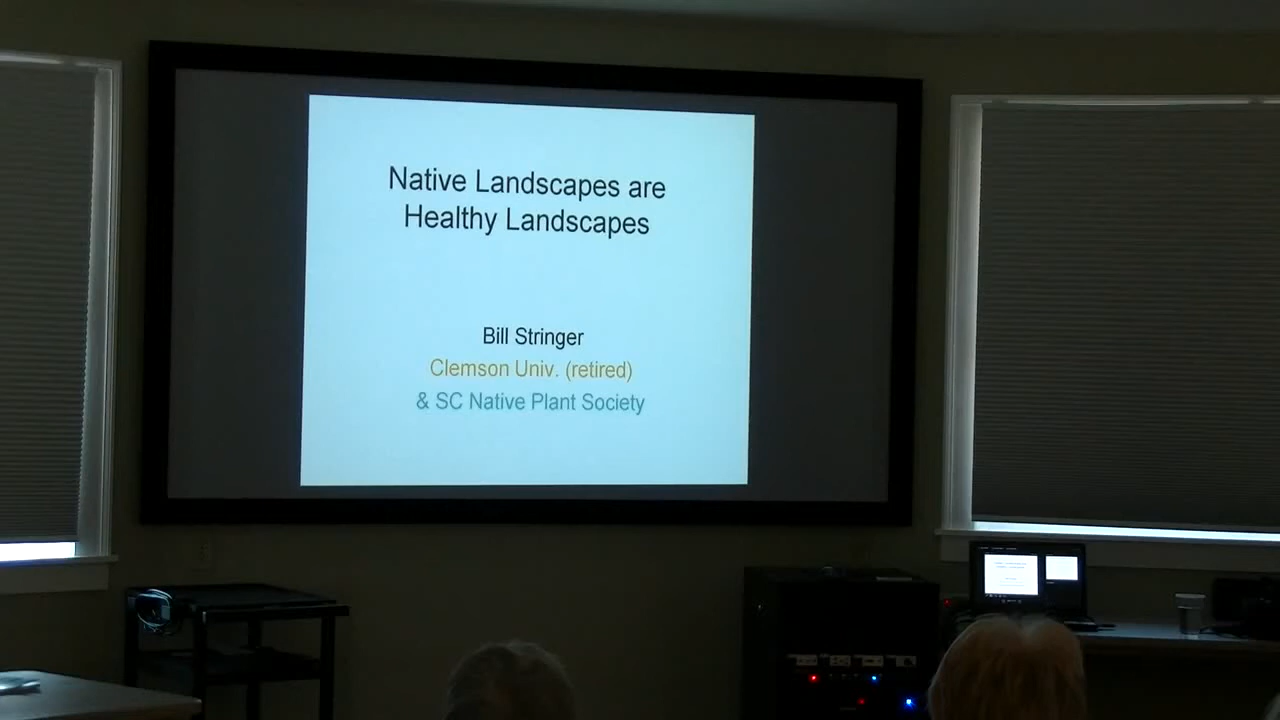 Native Landscapes are
Healthy Landscapes
Bill Stringer
Clemson Univ. (retired)
& SC Native Plant Society